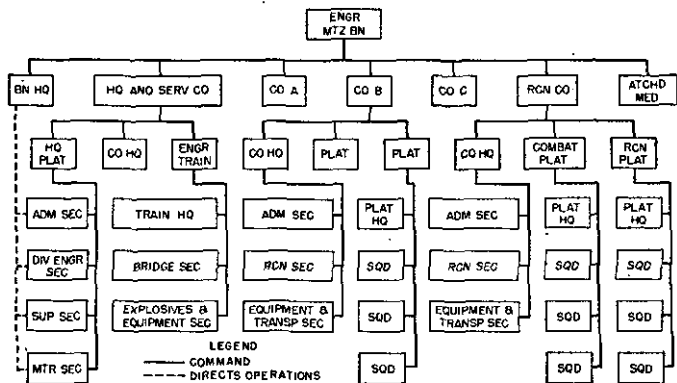 ENGR
MTZ BN
BN HQ
HQ AND SERV CO
CO A
CO B
CO C
RCN CO
ATCHD
MED
HQ
PLAT
CO HQ
ENGR
TRAIN
CO HQ
PLAT
PLAT
CO HQ
COMBAT
PLAT
RCN
PLAT
ADM SEC
TRAIN HQ
ADM SEC
PLAT
HQ
ADM SEC
PLAT
HQ
PLAT
HQ
DIV ENGR
SEC
BRIDGE SEC
RCN SEC
SQD
RCN SEC
SQD
SQD
SUP SEC
EXPLOSIVES &
EQUIPMENT SEC
EQUIPMENT &
TRANSP SEC
SQD
EQUIPMENT &
TRANSP SEC
SQD
SQD
MTR SEC
SQD
SQD
SQD
LEGEND
COMMAND
DIRECTS OPERATIONS